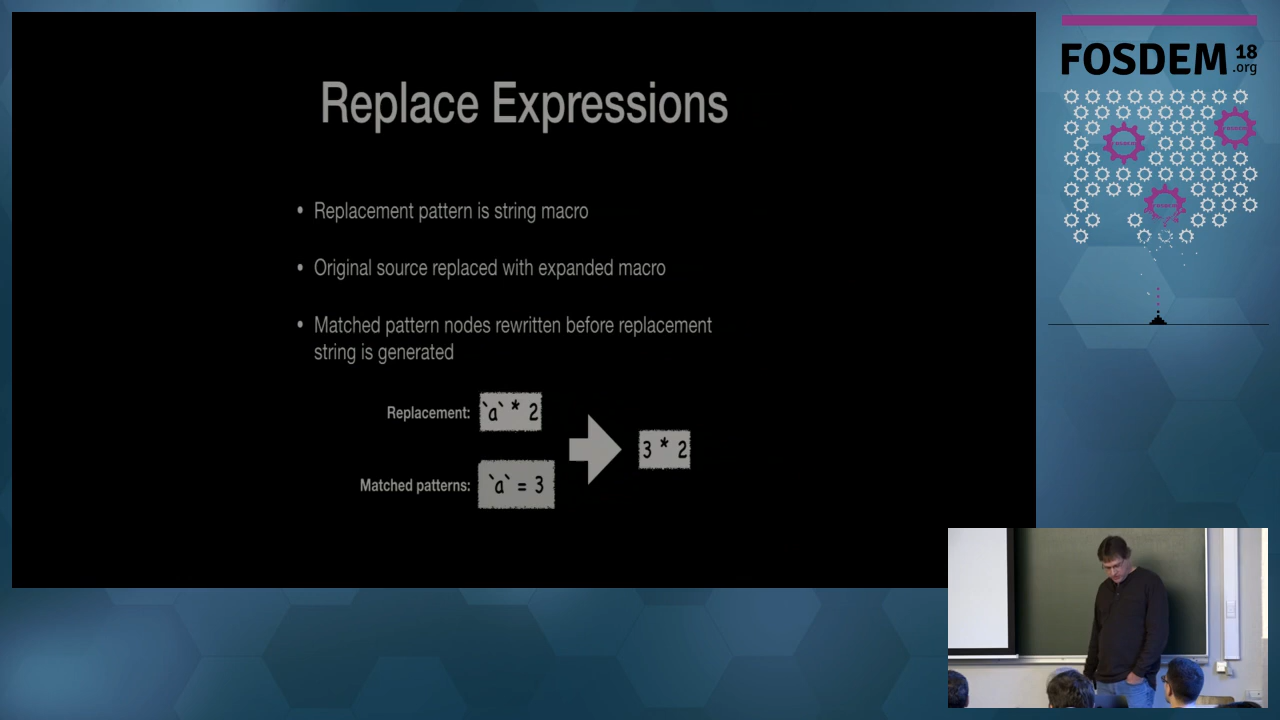 Replace Expressions
• Replacement pattern is string macro
• Original source replaced with expanded macro
• Matched pattern nodes rewritten before replacement
string is generated
Replacement: `a` * 2
3 * 2
Matched patterns: `a` = 3
FOSDEM 18
.org